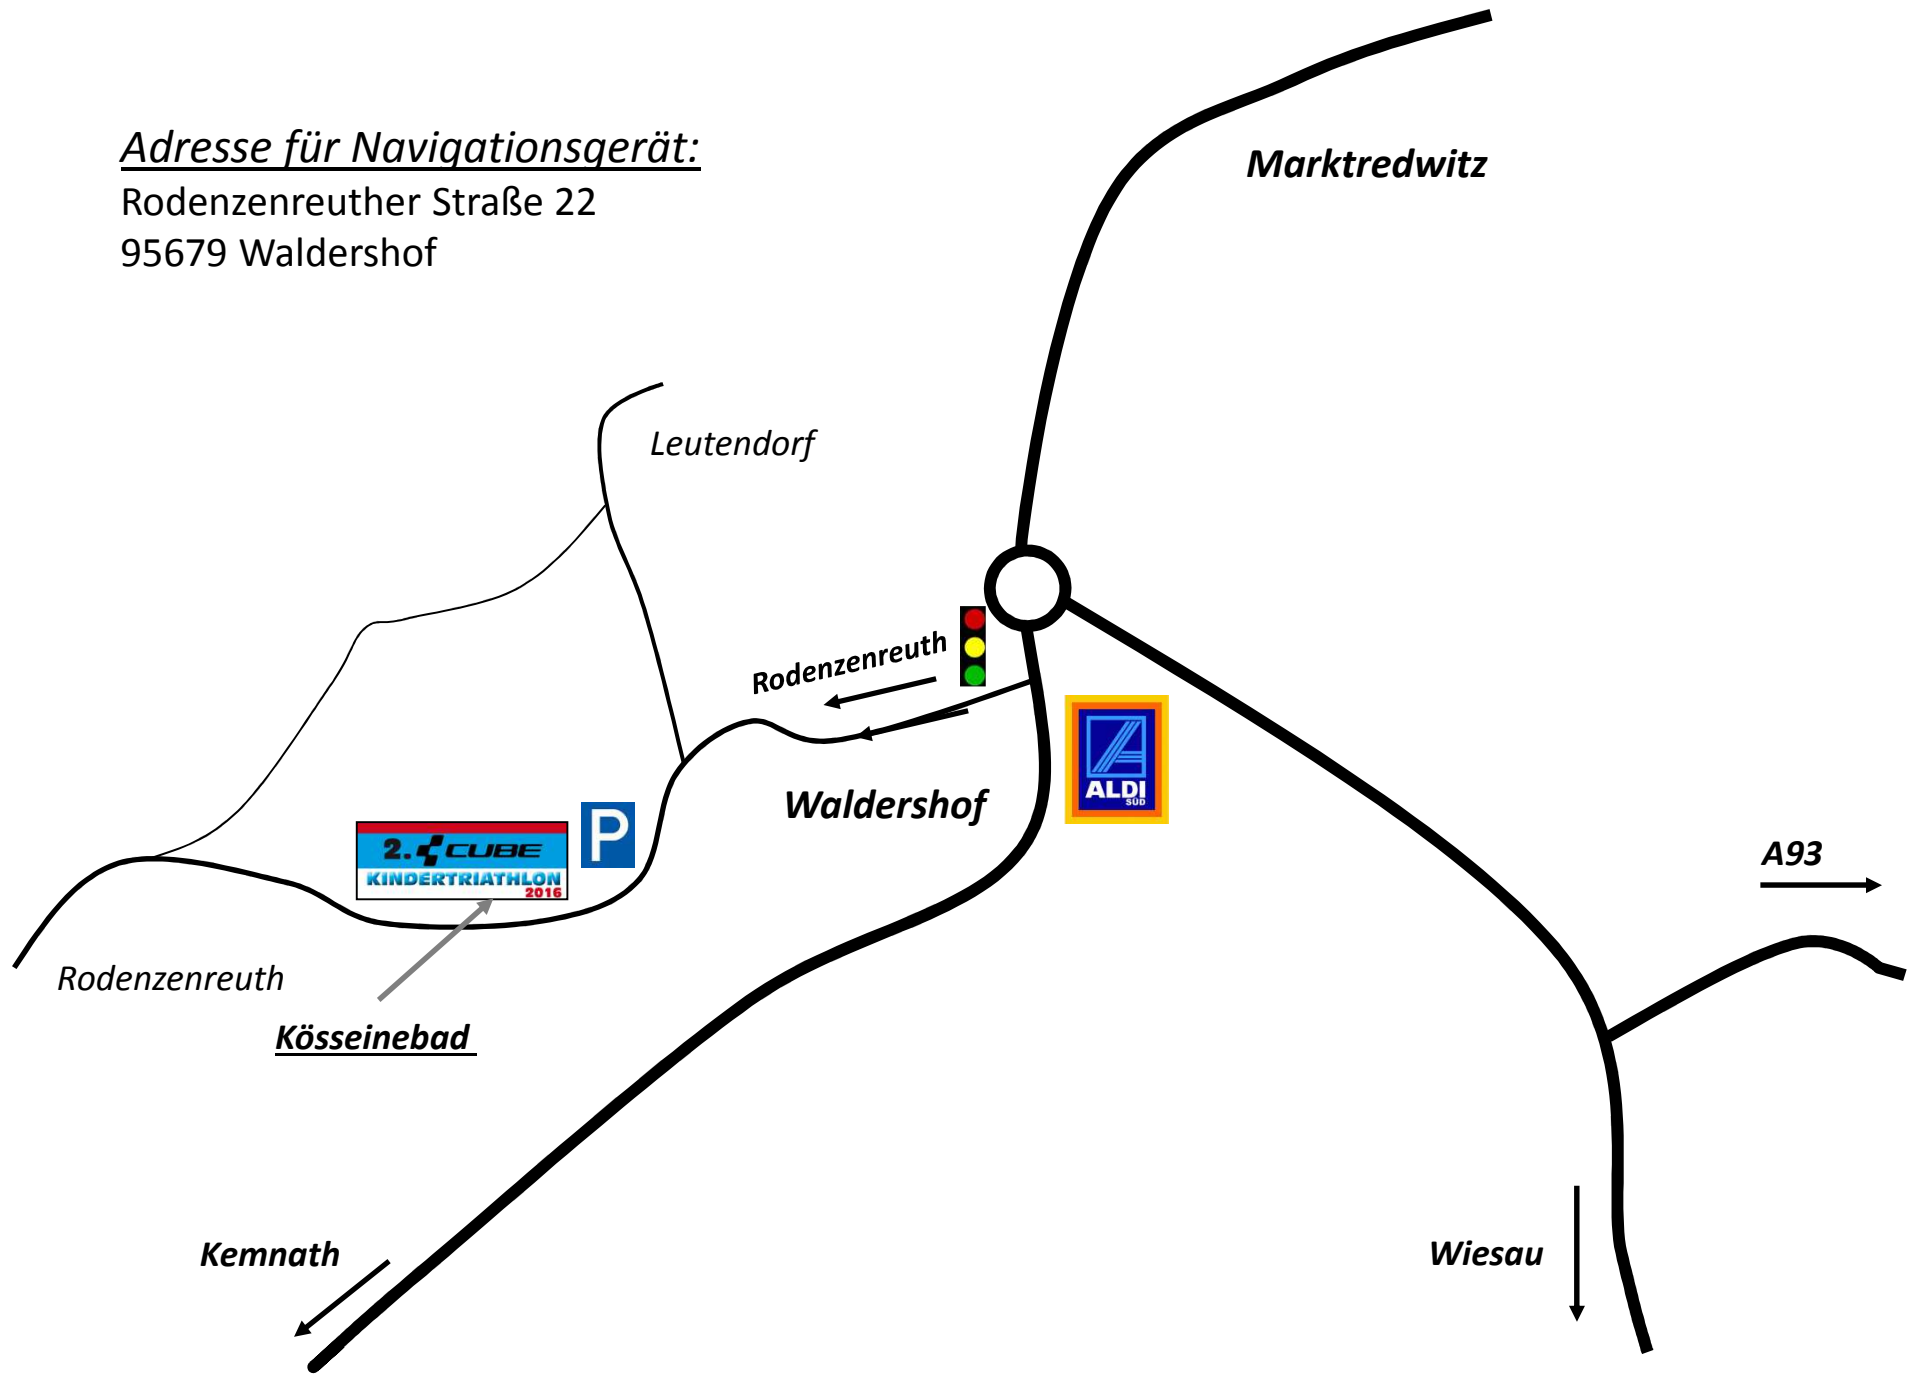 Adresse für Navigationsgerät:
Rodenzenreuther Straße 22
95679 Waldershof
Marktredwitz
Leutendorf
Rodenzenreuth
Waldershof
ALDI
SÜD
P
2. CUBE
KINDERTRIATHLON
2016
A93
Rodenzenreuth
Kösseinebad
Kemnath
Wiesau